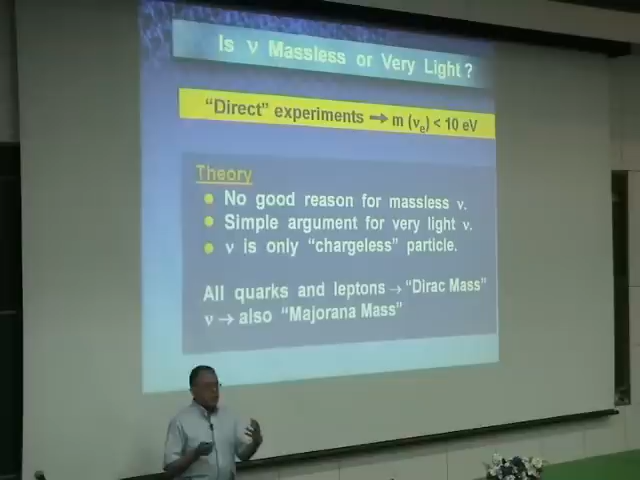 Is ν Massless or Very Light ?
“Direct” experiments → m (νe) < 10 eV
Theory
• No good reason for massless ν.
• Simple argument for very light ν.
• ν is only “chargeless” particle.
All quarks and leptons → “Dirac Mass”
ν → also “Majorana Mass”